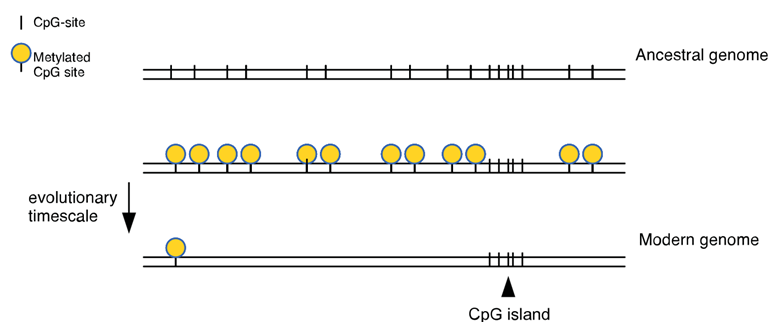 CpG-site
Metylated
CpG site
Ancestral genome
evolutionary
timescale
Modern genome
CpG island